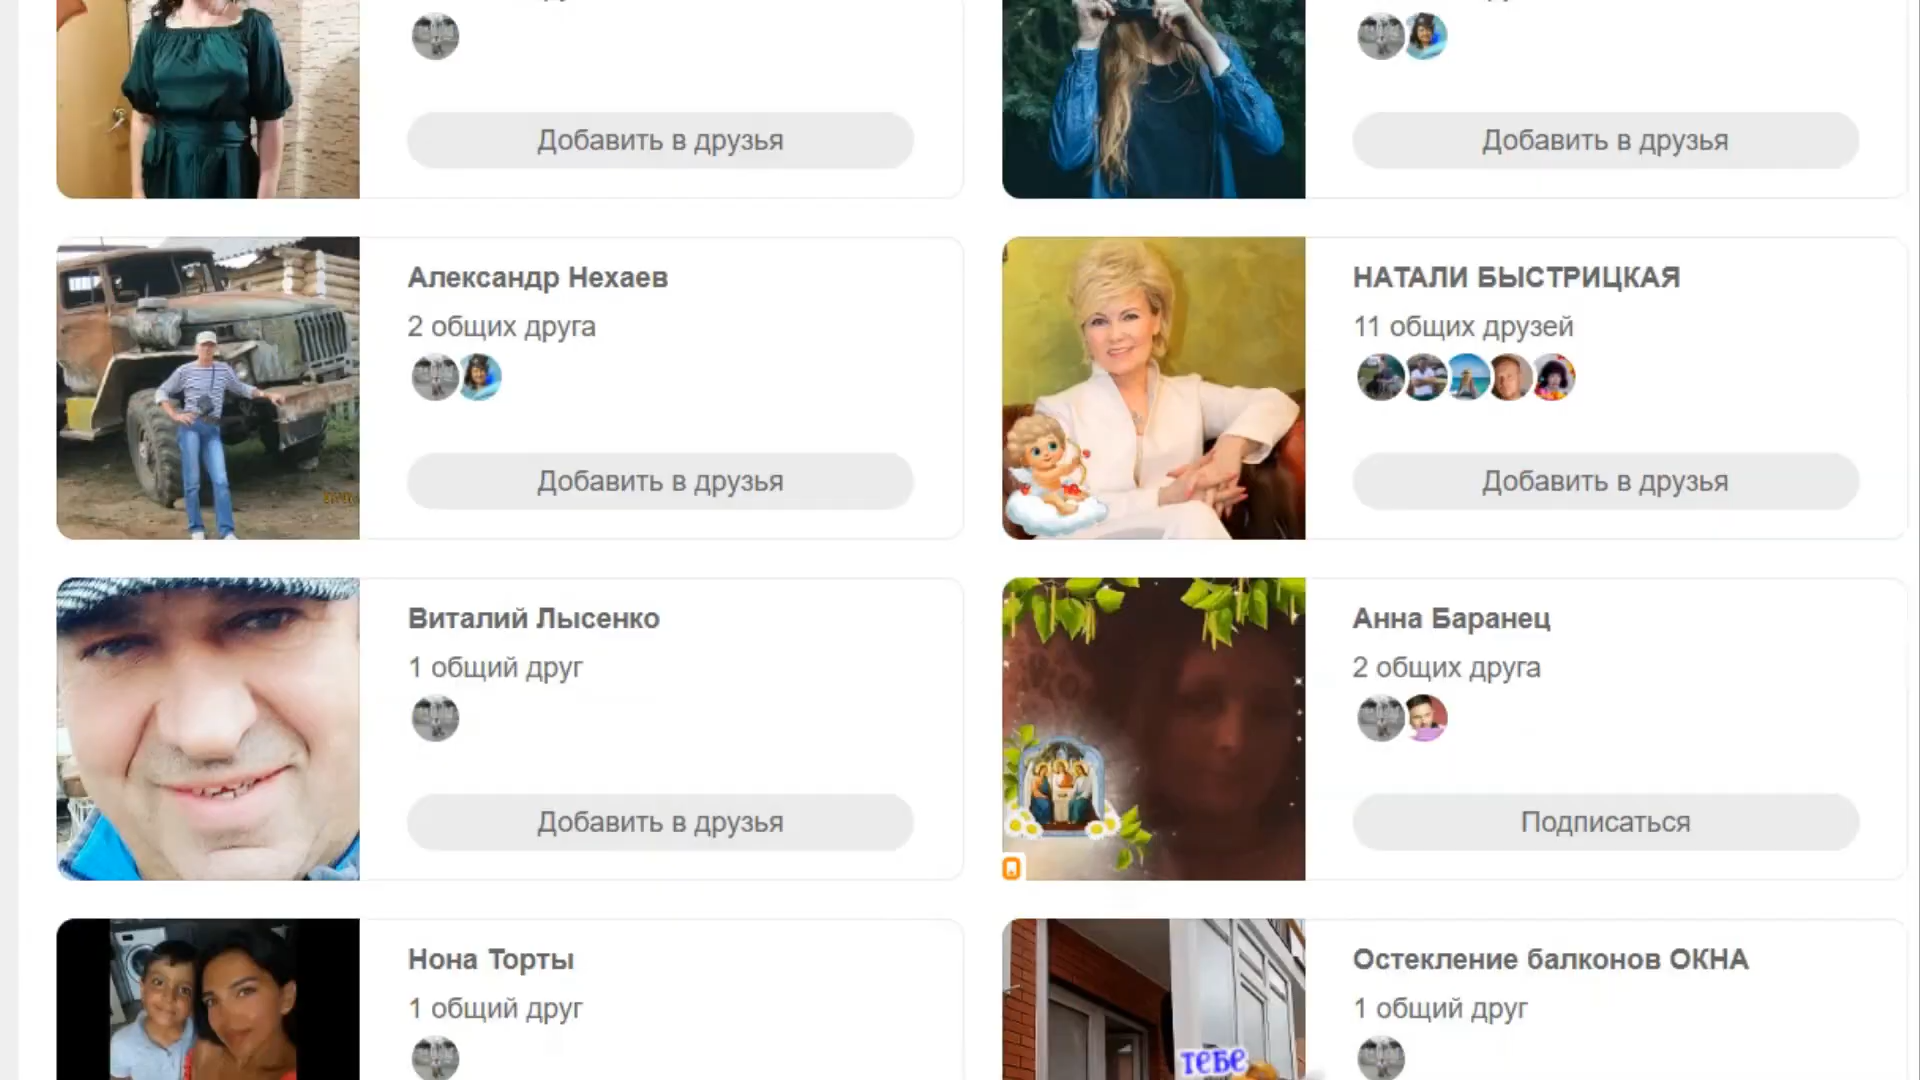 Добавить в друзья
Добавить в друзья
Александр Нехаев
2 общих друга
Добавить в друзья
НАТАЛИ БЫСТРИЦКАЯ
11 общих друзей
Добавить в друзья
Виталий Лысенко
1 общий друг
Добавить в друзья
Анна Баранец
2 общих друга
Подписаться
Нона Торты
1 общий друг
Остекление балконов ОКНА
1 общий друг
тЕБЕ